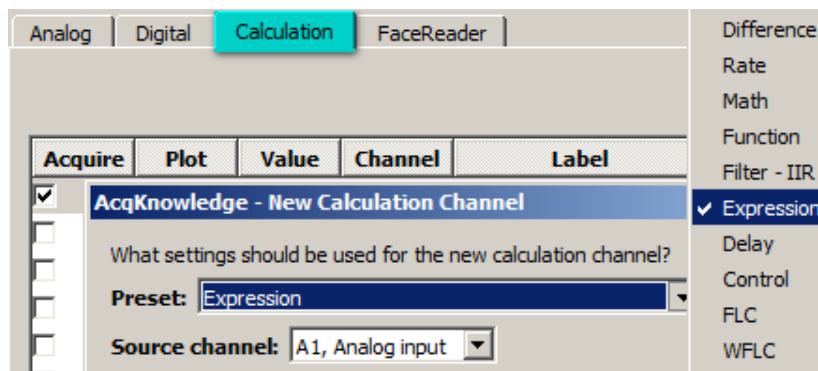 Analog Digital Calculation FaceReader
Acquire Plot Value Channel Label
AcqKnowledge - New Calculation Channel
What settings should be used for the new calculation channel?
Preset: Expression
Source channel: A1, Analog input
Difference
Rate
Math
Function
Filter - IIR
Expression
Delay
Control
FLC
WFLC